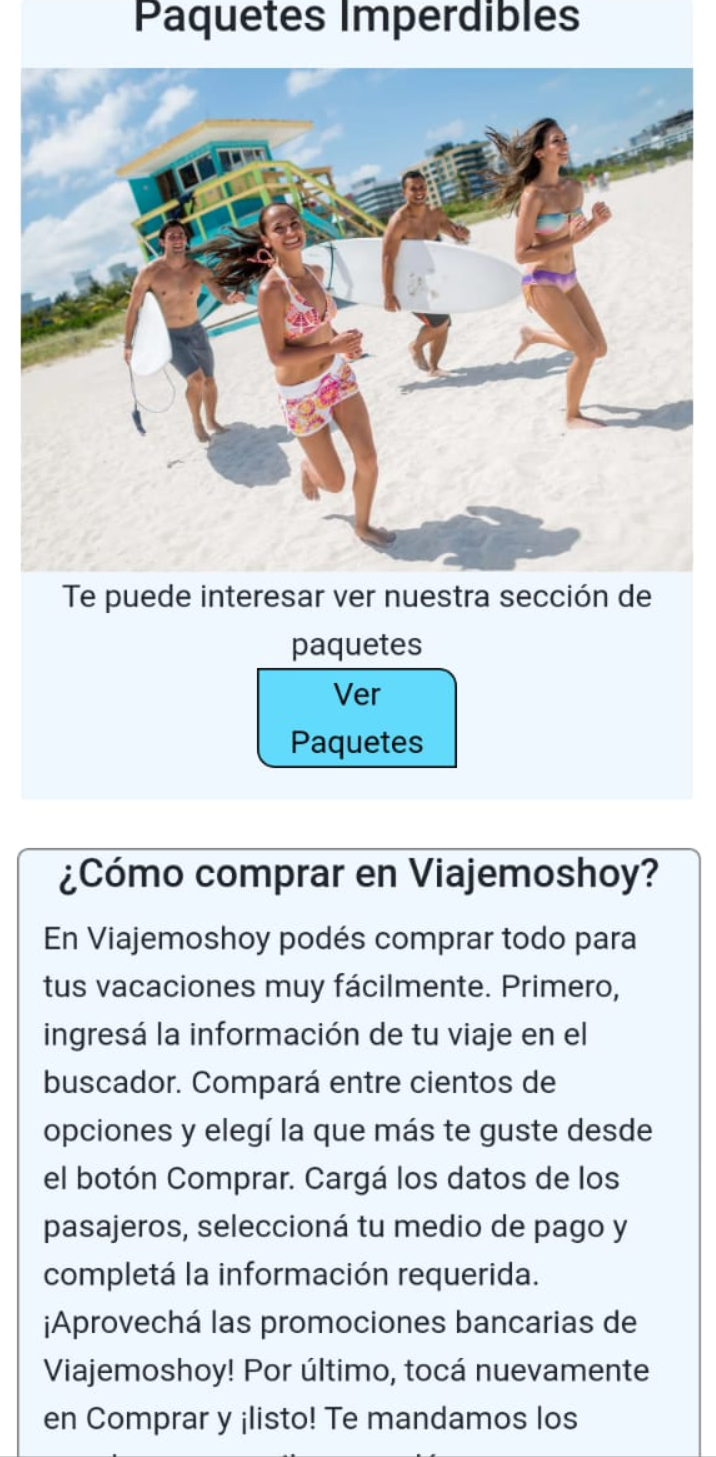 Paquetes Imperdibles
Te puede interesar ver nuestra sección de
paquetes
Ver
Paquetes
¿Cómo comprar en Viajemoshoy?
En Viajemoshoy podés comprar todo para
tus vacaciones muy fácilmente. Primero,
ingresá la información de tu viaje en el
buscador. Compará entre cientos de
opciones y elegí la que más te guste desde
el botón Comprar. Cargá los datos de los
pasajeros, seleccioná tu medio de pago y
completá la información requerida.
¡Aprovechá las promociones bancarias de
Viajemoshoy! Por último, tocá nuevamente
en Comprar y ¡listo! Te mandamos los